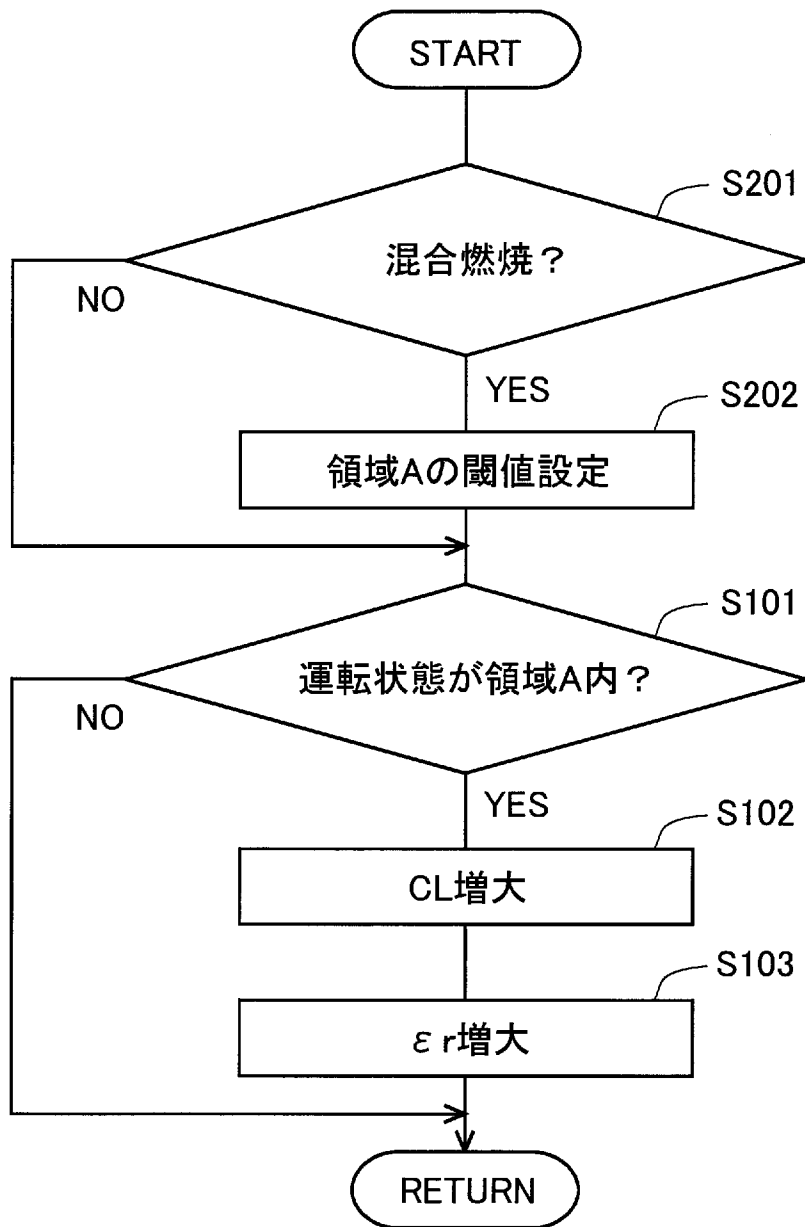 START
S201
混合燃焼？
NO
YES
S202
領域Aの閾値設定
S101
運転状態が領域A内？
NO
YES
S102
CL増大
S103
εr増大
RETURN